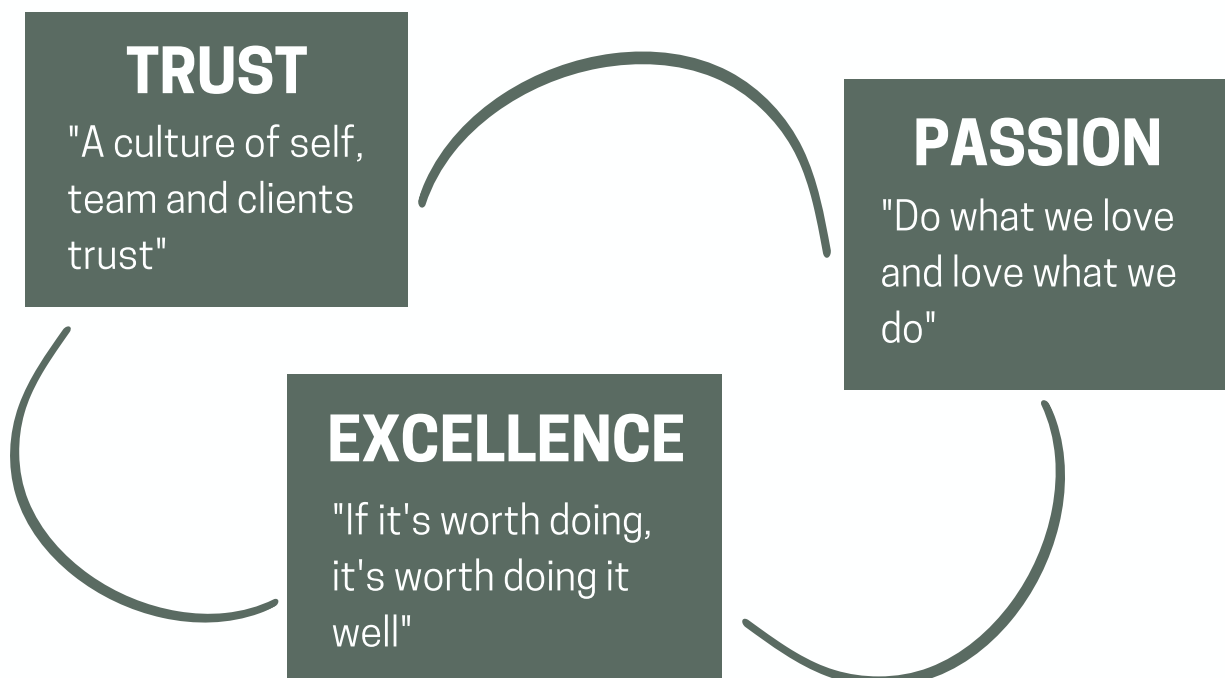 TRUST
"A culture of self,
team and clients
trust"
PASSION
"Do what we love
and love what we
do"
EXCELLENCE
"If it's worth doing,
it's worth doing it
well"